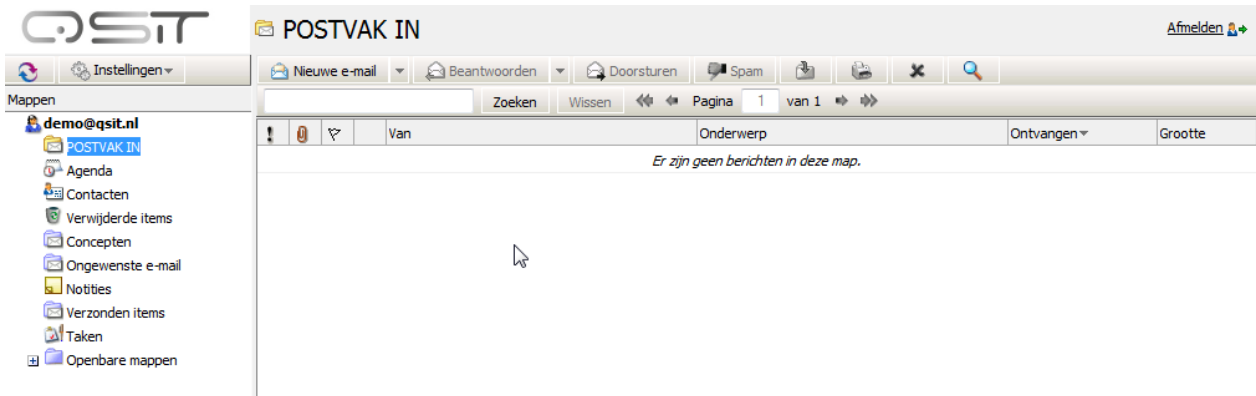 QSiT
POSTVAK IN
Afmelden
Instellingen
Nieuwe e-mail Beantwoorden Doorsturen Spam
Mappen
Zoeken Wissen Pagina 1 van 1
demo@qsit.nl
POSTVAK IN
Agenda
Contacten
Verwijderde items
Concepten
Ongewenste e-mail
Notities
Verzonden items
Taken
Openbare mappen
! Van Onderwerp Ontvangen Grootte
Er zijn geen berichten in deze map.